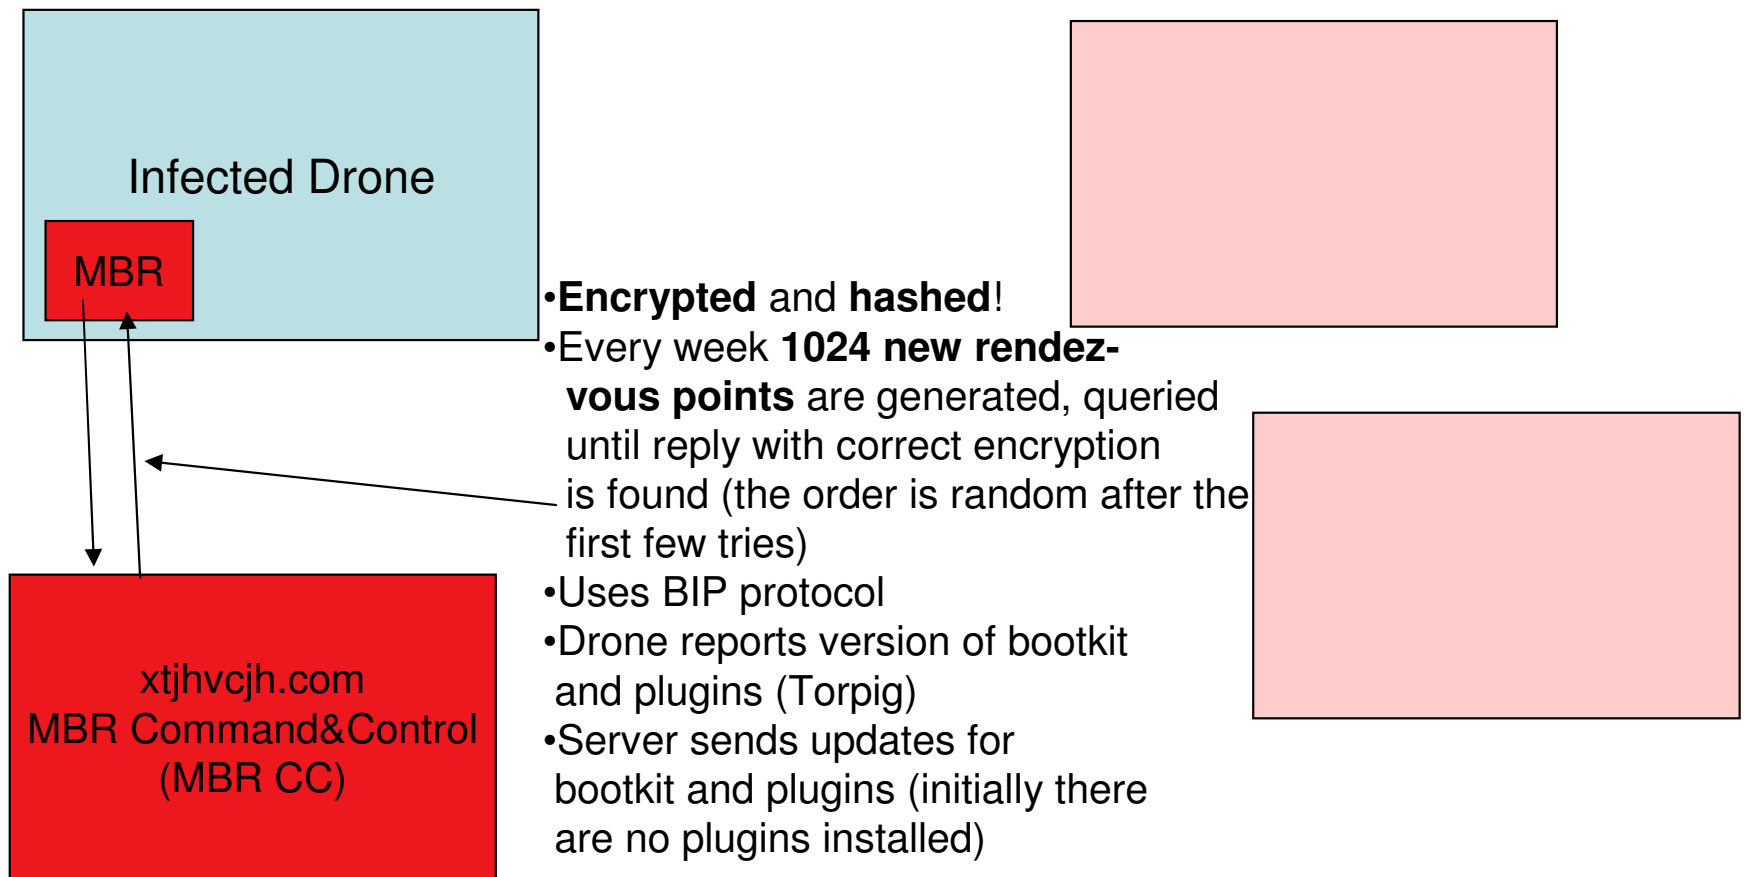 Infected Drone
MBR
•Encrypted and hashed!
•Every week 1024 new rendez-
vous points are generated, queried
until reply with correct encryption
is found (the order is random after the
first few tries)
•Uses BIP protocol
•Drone reports version of bootkit
and plugins (Torpig)
•Server sends updates for
bootkit and plugins (initially there
are no plugins installed)
xtjhvcjh.com
MBR Command&Control
(MBR CC)